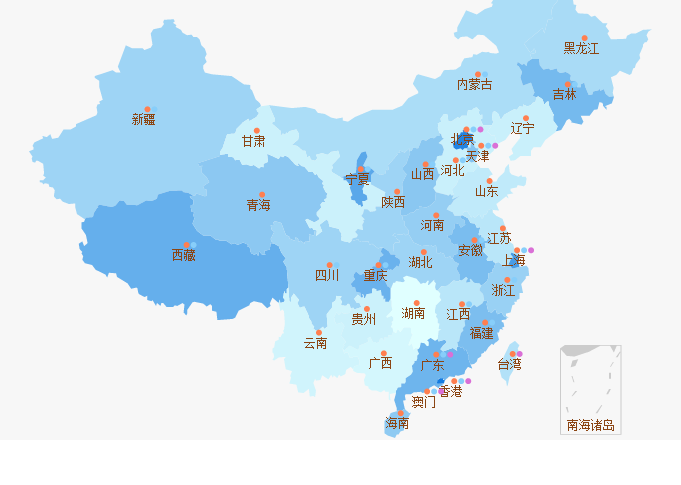 黑龙江
内蒙古
吉林
新疆
辽宁
甘肃
北京
天津
河北
山西
宁夏
山东
陕西
青海
河南
江苏
安徽
西藏
上海
湖北
四川
重庆
浙江
湖南
江西
贵州
福建
云南
广西
广东
台湾
香港
澳门
海南
南海诸岛